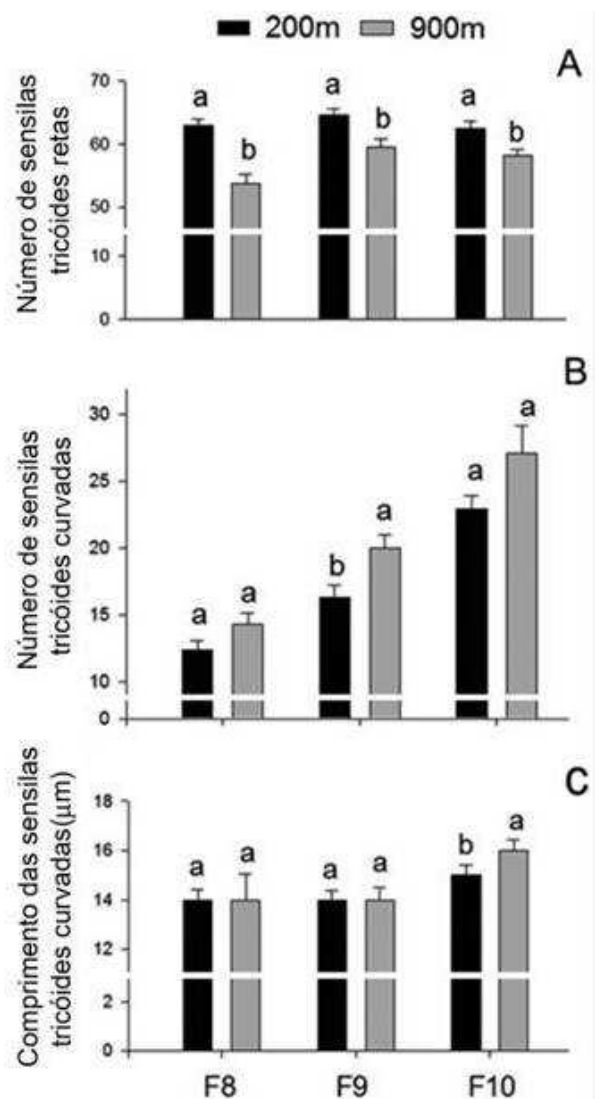 200m 900m
A
Número de sensilas
tricóides retas
70
60
50
10
0
a b a b a b
B
Número de sensilas
tricóides curvadas
30
25
20
15
10
0
a a b a a a
C
Comprimento das sensilas
tricóides curvadas(µm)
18
16
14
12
2
0
a a a a b a
F8 F9 F10